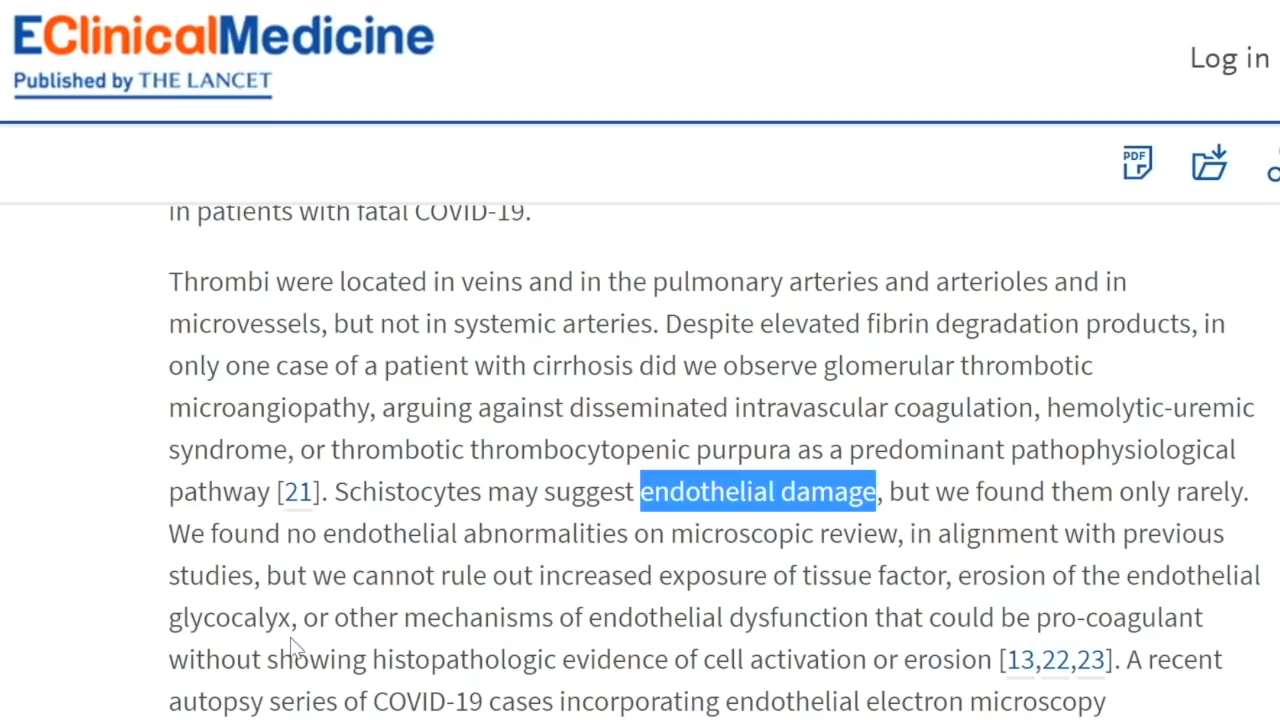 EClinicalMedicine
Published by THE LANCET
Log in
PDF
in patients with fatal COVID-19.
Thrombi were located in veins and in the pulmonary arteries and arterioles and in
microvessels, but not in systemic arteries. Despite elevated fibrin degradation products, in
only one case of a patient with cirrhosis did we observe glomerular thrombotic
microangiopathy, arguing against disseminated intravascular coagulation, hemolytic-uremic
syndrome, or thrombotic thrombocytopenic purpura as a predominant pathophysiological
pathway [21]. Schistocytes may suggest endothelial damage, but we found them only rarely.
We found no endothelial abnormalities on microscopic review, in alignment with previous
studies, but we cannot rule out increased exposure of tissue factor, erosion of the endothelial
glycocalyx, or other mechanisms of endothelial dysfunction that could be pro-coagulant
without showing histopathologic evidence of cell activation or erosion [13,22,23]. A recent
autopsy series of COVID-19 cases incorporating endothelial electron microscopy